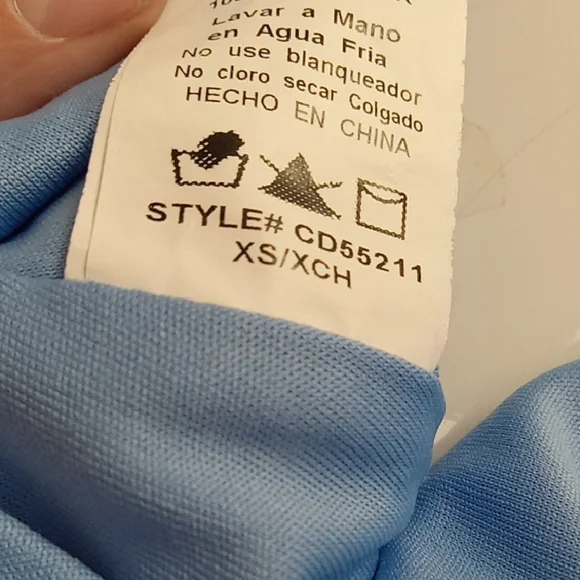 Lavar a Mano
en Agua Fria
No use blanqueador
No cloro secar Colgado
HECHO EN CHINA
STYLE# CD55211
XS/XCH